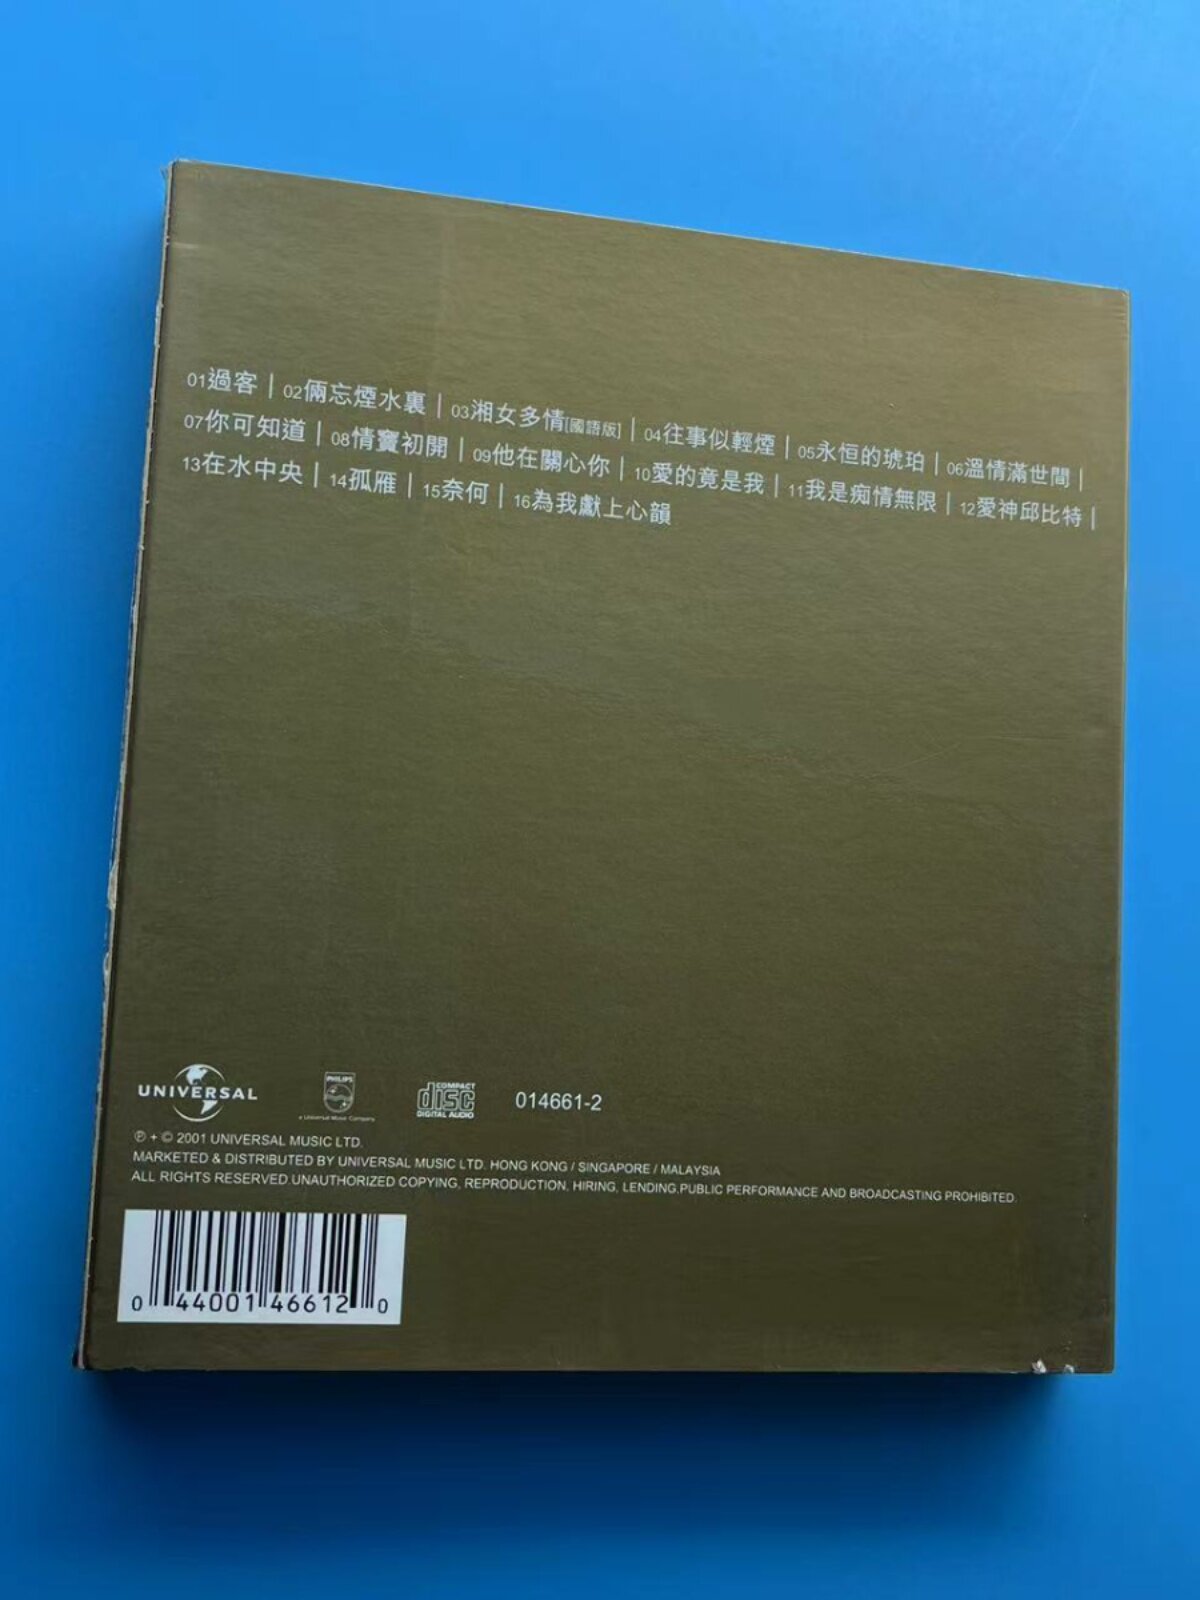 01過客 | 02倆忘煙水裏 | 03湘女多情[國語版] | 04往事似輕煙 | 05永恒的琥珀 | 06溫情滿世間 |
07你可知道 | 08情竇初開 | 09他在關心你 | 10愛的竟是我 | 11我是痴情無限 | 12愛神邱比特 |
13在水中央 | 14孤雁 | 15奈何 | 16為我獻上心韻
UNIVERSAL
PHILIPS
a Universal Music Company
COMPACT
disc
DIGITAL AUDIO
014661-2
℗ + © 2001 UNIVERSAL MUSIC LTD.
MARKETED & DISTRIBUTED BY UNIVERSAL MUSIC LTD. HONG KONG / SINGAPORE / MALAYSIA
ALL RIGHTS RESERVED.UNAUTHORIZED COPYING, REPRODUCTION, HIRING, LENDING,PUBLIC PERFORMANCE AND BROADCASTING PROHIBITED.
0 44001 46612 0